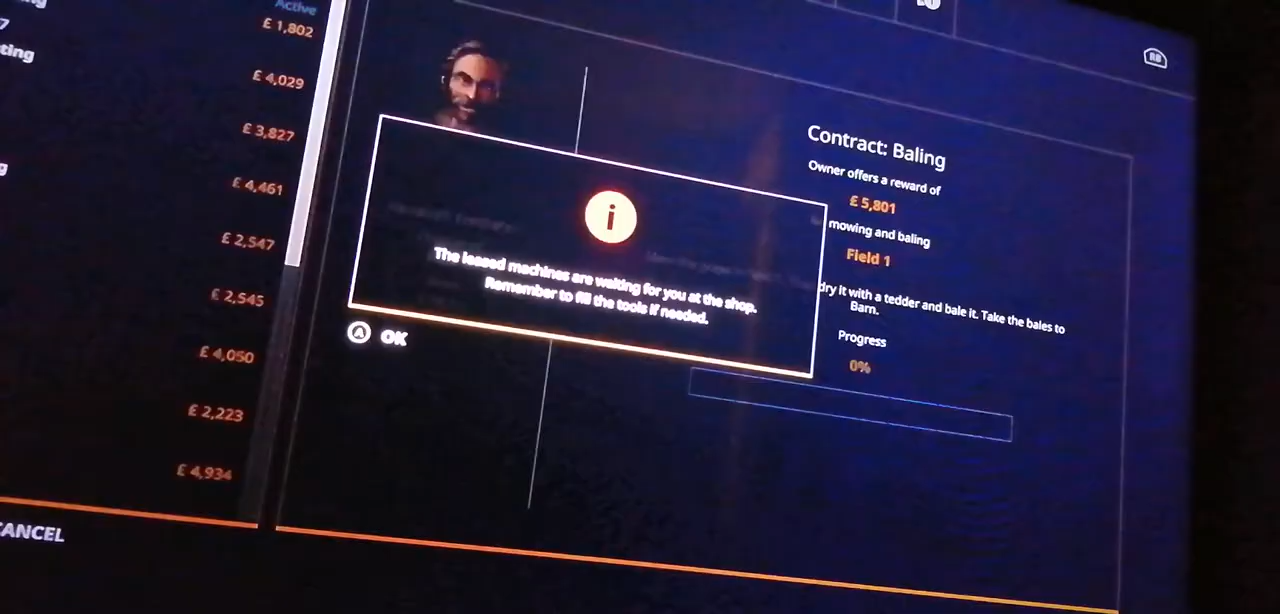 Active
£ 1,802
7
ting
£ 4,029
£ 3,827
£ 4,461
£ 2,547
£ 2,545
£ 4,050
£ 2,223
£ 4,934
CANCEL
RB
Contract: Baling
Owner offers a reward of
£ 5,801
mowing and baling
Field 1
dry it with a tedder and bale it. Take the bales to
Barn.
Progress
0%
i
The leased machines are waiting for you at the shop.
Remember to fill the tools if needed.
A OK